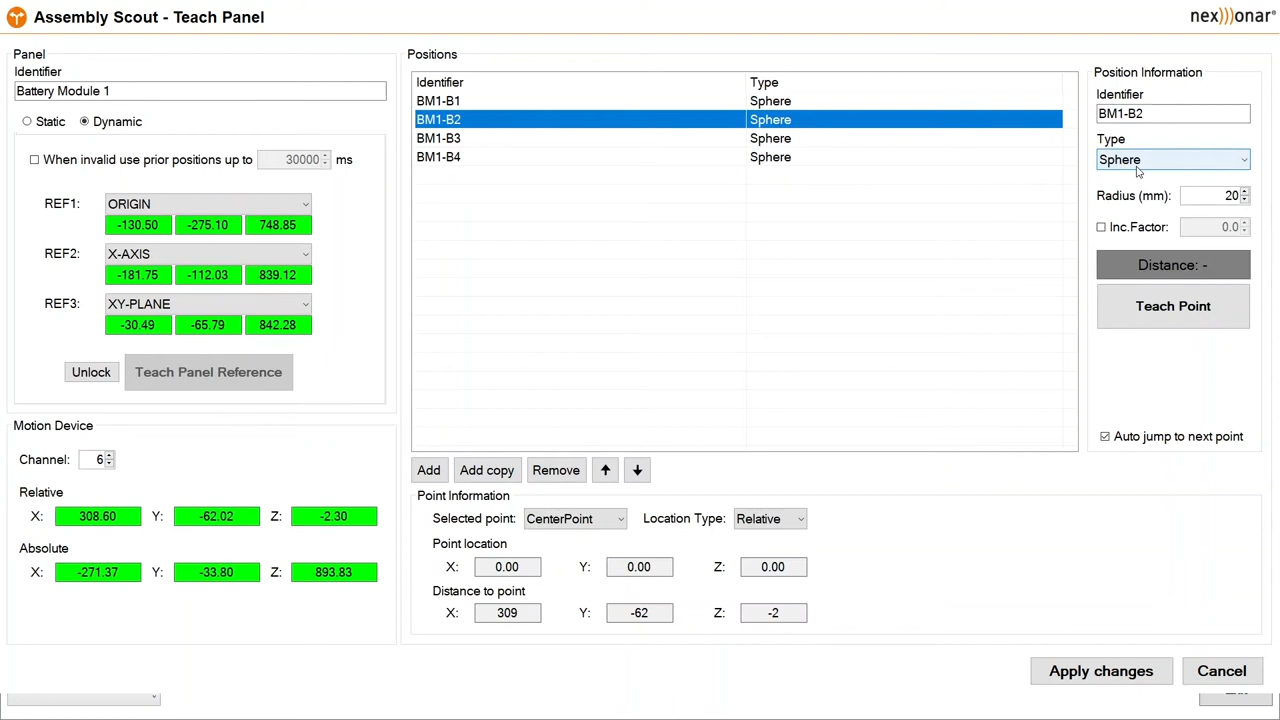 Assembly Scout - Teach Panel
nex)))onar®
Panel
Identifier
Battery Module 1
Static Dynamic
When invalid use prior positions up to 30000 ms
REF1: ORIGIN
-130.50 -275.10 748.85
REF2: X-AXIS
-181.75 -112.03 839.12
REF3: XY-PLANE
-30.49 -65.79 842.28
Unlock Teach Panel Reference
Motion Device
Channel: 6
Relative
X: 308.60 Y: -62.02 Z: -2.30
Absolute
X: -271.37 Y: -33.80 Z: 893.83
Positions
Identifier Type
BM1-B1 Sphere
BM1-B2 Sphere
BM1-B3 Sphere
BM1-B4 Sphere
Add Add copy Remove
Point Information
Selected point: CenterPoint Location Type: Relative
Point location
X: 0.00 Y: 0.00 Z: 0.00
Distance to point
X: 309 Y: -62 Z: -2
Position Information
Identifier
BM1-B2
Type
Sphere
Radius (mm): 20
Inc.Factor: 0.0
Distance: -
Teach Point
Auto jump to next point
Apply changes Cancel